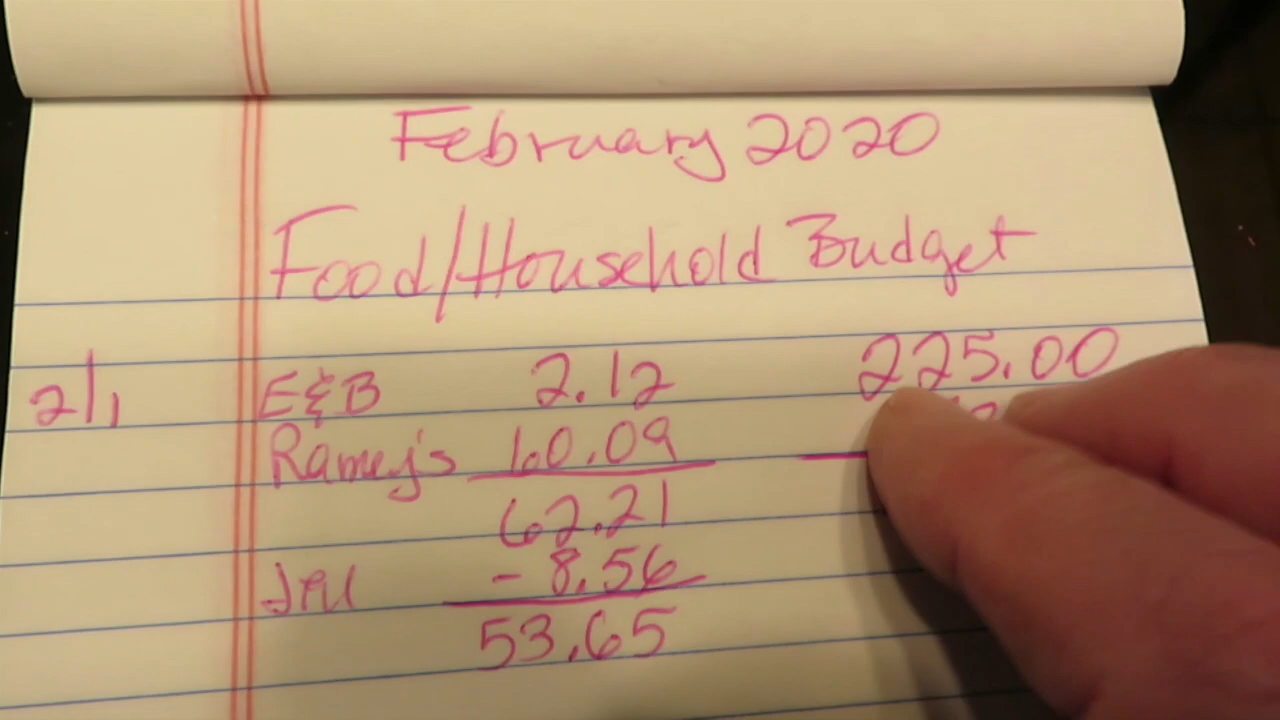 February 2020
Food/Household Budget
2/1 E&B 2.12 225.00
Ramey's 60.09
62.21
- 8.56
53.65